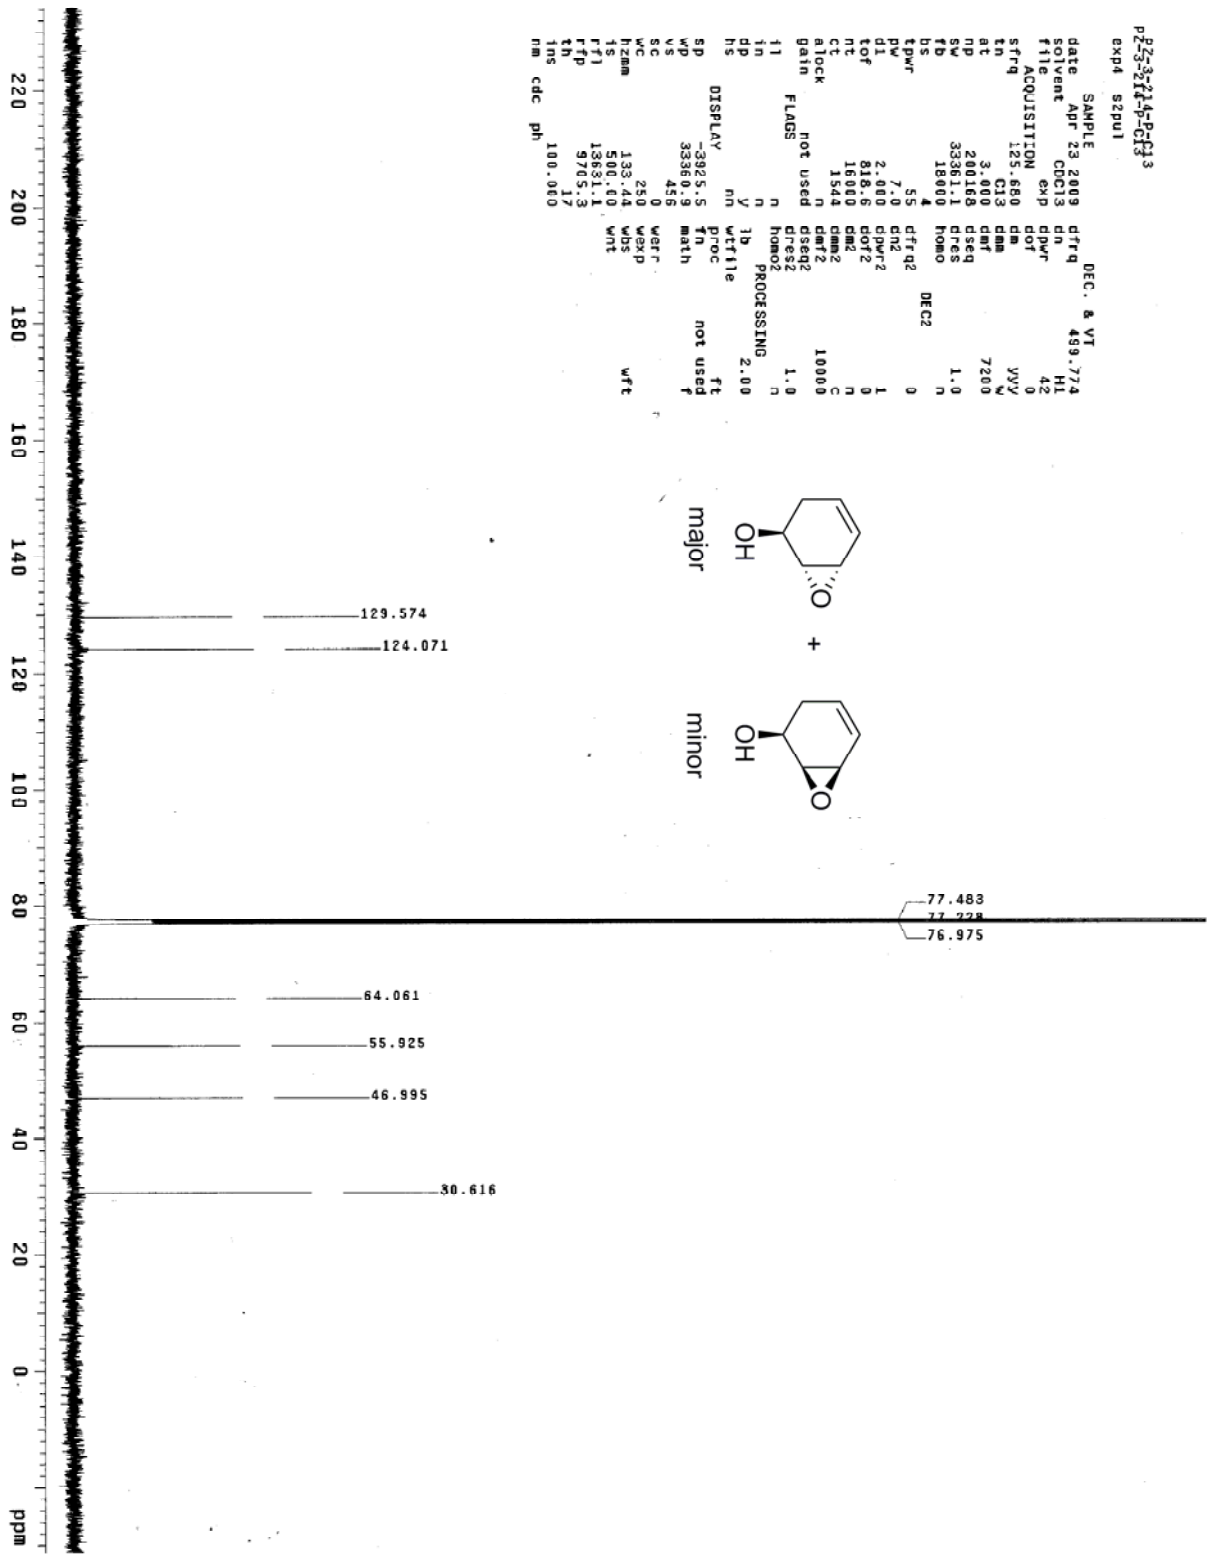 PZ-3-214-P-C13
PZ-3-214-P-C13
exp4 s2pul
SAMPLE DEC. & VT
date Apr 23 2009 dfrq 499.774
solvent CDCl3 dn H1
file exp dpwr 42
ACQUISITION dof 0
sfrq 125.680 dm yyy
tn C13 dmm w
at 3.000 dmf 7200
np 200168 dseq
sw 33361.1 dres 1.0
fb 18000 homo n
bs 4 DEC2
tpwr 55 dfrq2 0
pw 7.0 dn2
d1 2.000 dpwr2 1
tof 818.6 dof2 0
nt 16000 dm2 n
ct 1544 dmm2 c
alock n dmf2 10000
gain not used dseq2
FLAGS dres2 1.0
il n homo2 n
in n PROCESSING
dp y lb 2.00
hs nn wtfile
DISPLAY proc ft
sp -3925.5 fn not used
wp 33360.9 math f
vs 456
sc 0 werr
wc 250 wexp
hzmm 133.44 wbs wft
is 500.00 wnt
rfl 13631.1
rfp 9705.3
th 17
ins 100.000
nm cdc ph
O
OH
major
+
O
OH
minor
129.574
124.071
77.483
77.228
76.975
64.061
55.925
46.995
30.616
220 200 180 160 140 120 100 80 60 40 20 0 ppm